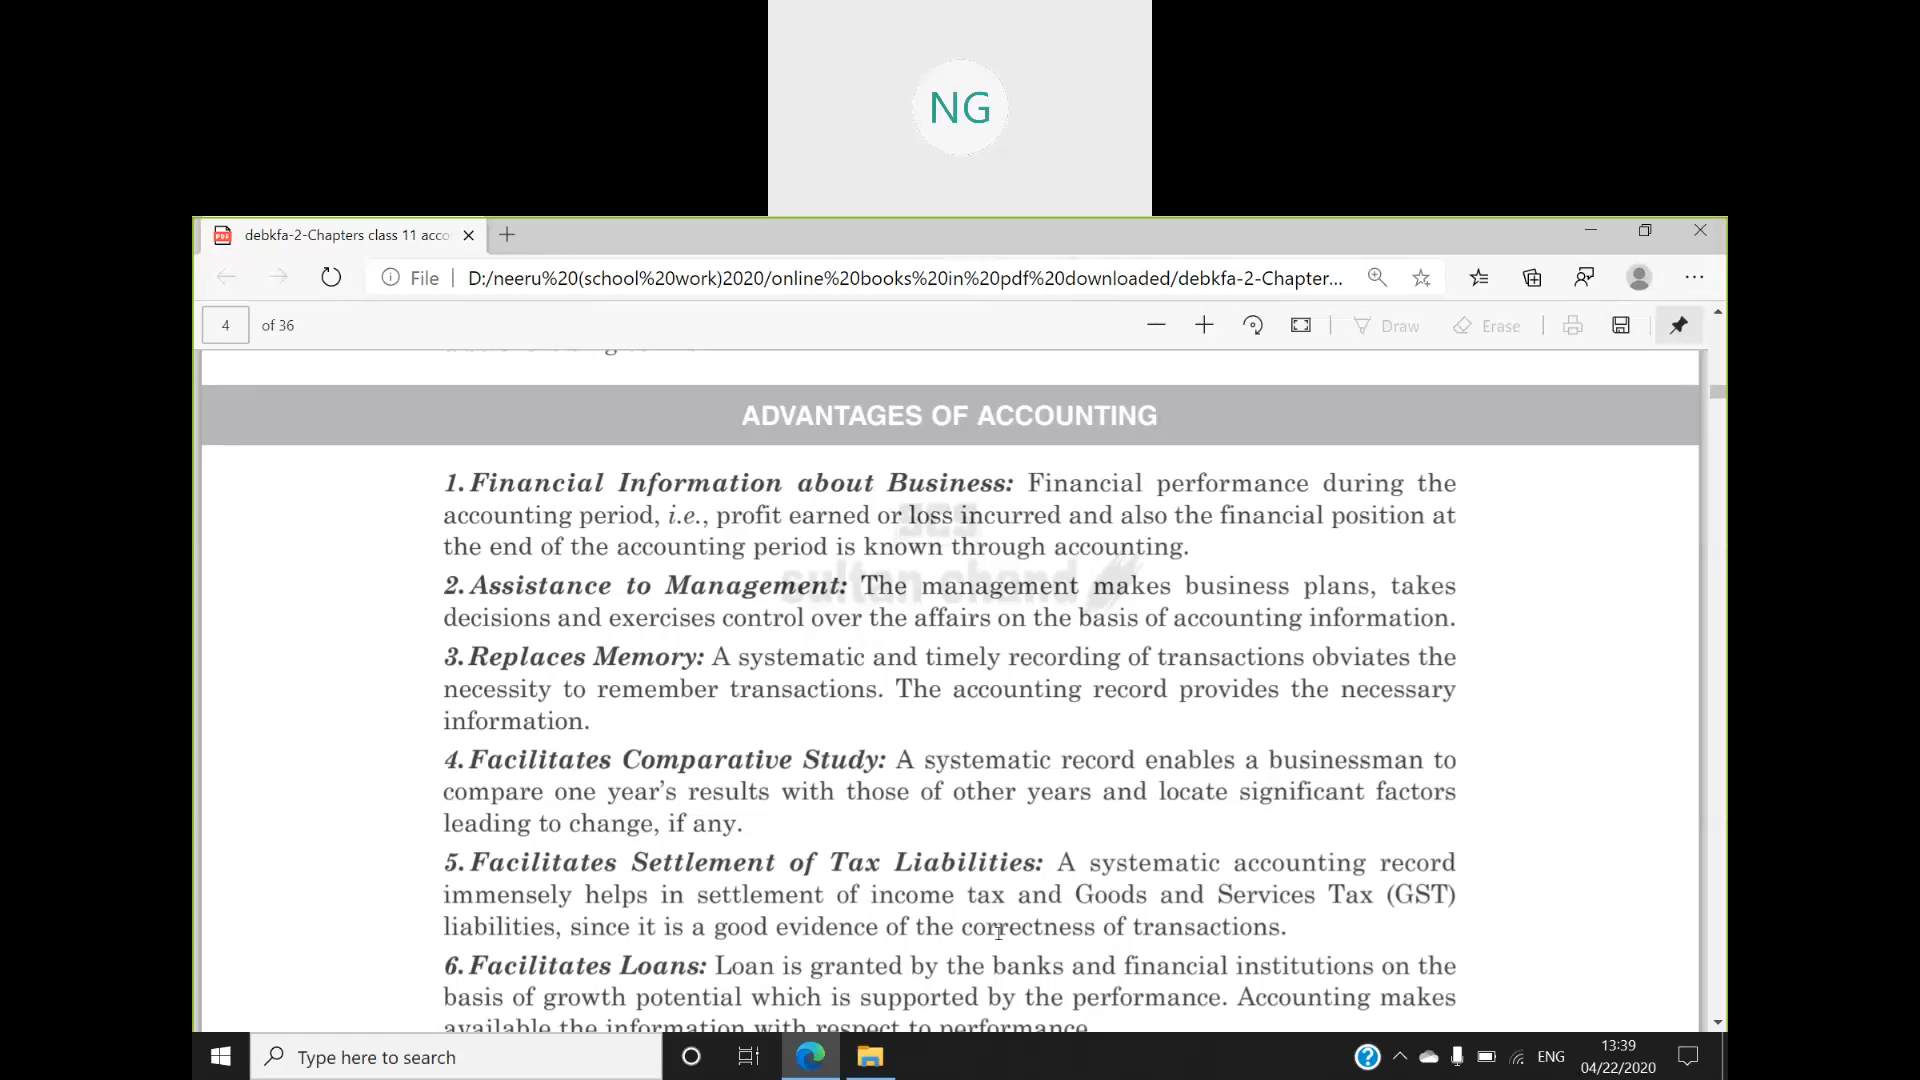 NG
debkfa-2-Chapters class 11 acco
File D:/neeru%20(school%20work)2020/online%20books%20in%20pdf%20downloaded/debkfa-2-Chapter...
4 of 36 Draw Erase
ADVANTAGES OF ACCOUNTING
1. Financial Information about Business: Financial performance during the
accounting period, i.e., profit earned or loss incurred and also the financial position at
the end of the accounting period is known through accounting.
2. Assistance to Management: The management makes business plans, takes
decisions and exercises control over the affairs on the basis of accounting information.
3. Replaces Memory: A systematic and timely recording of transactions obviates the
necessity to remember transactions. The accounting record provides the necessary
information.
4. Facilitates Comparative Study: A systematic record enables a businessman to
compare one year's results with those of other years and locate significant factors
leading to change, if any.
5. Facilitates Settlement of Tax Liabilities: A systematic accounting record
immensely helps in settlement of income tax and Goods and Services Tax (GST)
liabilities, since it is a good evidence of the correctness of transactions.
6. Facilitates Loans: Loan is granted by the banks and financial institutions on the
basis of growth potential which is supported by the performance. Accounting makes
available the information with respect to performance.
sultan chand
Type here to search
ENG
13:39
04/22/2020